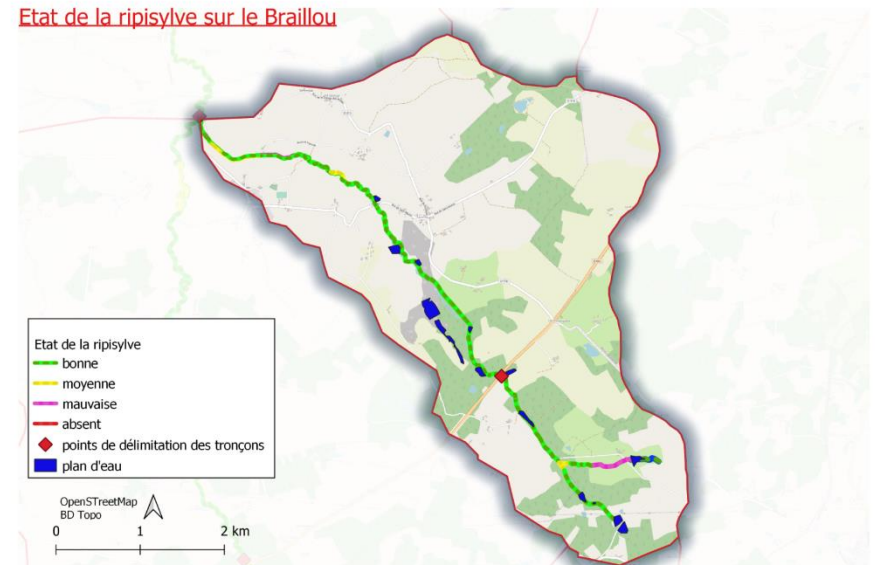 Etat de la ripisylve sur le Braillou
Etat de la ripisylve
bonne
moyenne
mauvaise
absent
points de délimitation des tronçons
plan d'eau
OpenSTreetMap
BD Topo
0 1 2 km